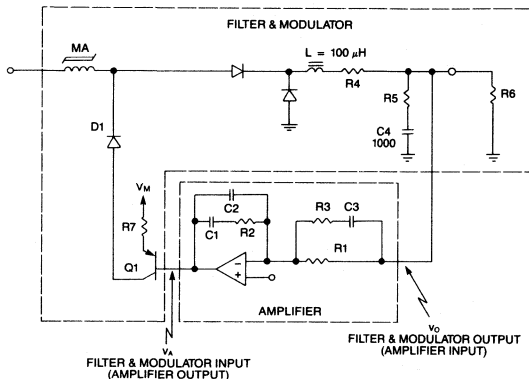 FILTER & MODULATOR
MA
L = 100 μH
R4
R5
R6
D1
C4
1000
VM
R7
C2
C1
R2
R3
C3
R1
Q1
−
+
AMPLIFIER
vA
FILTER & MODULATOR INPUT
(AMPLIFIER OUTPUT)
vO
FILTER & MODULATOR OUTPUT
(AMPLIFIER INPUT)